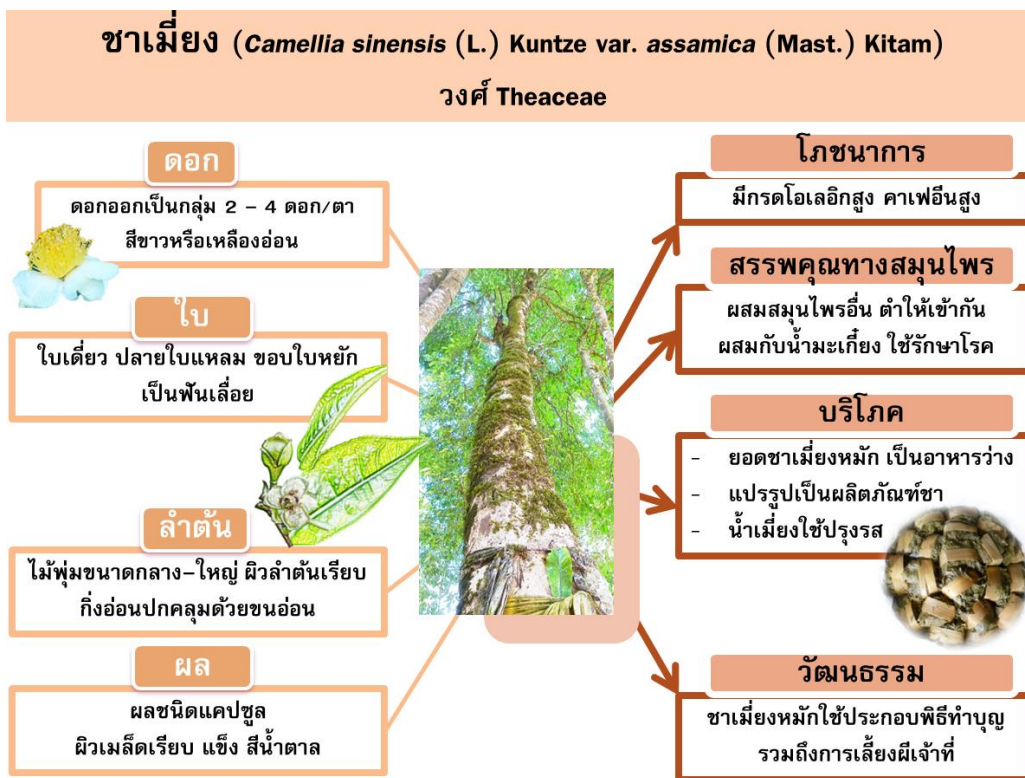 ชาเมี่ยง (Camellia sinensis (L.) Kuntze var. assamica (Mast.) Kitam)
วงศ์ Theaceae
ดอก
ดอกออกเป็นกลุ่ม 2 – 4 ดอก/ตา
สีขาวหรือเหลืองอ่อน
ใบ
ใบเดี่ยว ปลายใบแหลม ขอบใบหยัก
เป็นฟันเลื่อย
ลำต้น
ไม้พุ่มขนาดกลาง-ใหญ่ ผิวลำต้นเรียบ
กิ่งอ่อนปกคลุมด้วยขนอ่อน
ผล
ผลชนิดแคปซูล
ผิวเมล็ดเรียบ แข็ง สีน้ำตาล
โภชนาการ
มีกรดโอเลอิกสูง คาเฟอีนสูง
สรรพคุณทางสมุนไพร
ผสมสมุนไพรอื่น ตำให้เข้ากัน
ผสมกับน้ำมะเกี๋ยง ใช้รักษาโรค
บริโภค
- ยอดชาเมี่ยงหมัก เป็นอาหารว่าง
- แปรรูปเป็นผลิตภัณฑ์ชา
- น้ำเมี่ยงใช้ปรุงรส
วัฒนธรรม
ชาเมี่ยงหมักใช้ประกอบพิธีทำบุญ
รวมถึงการเลี้ยงผีเจ้าที่